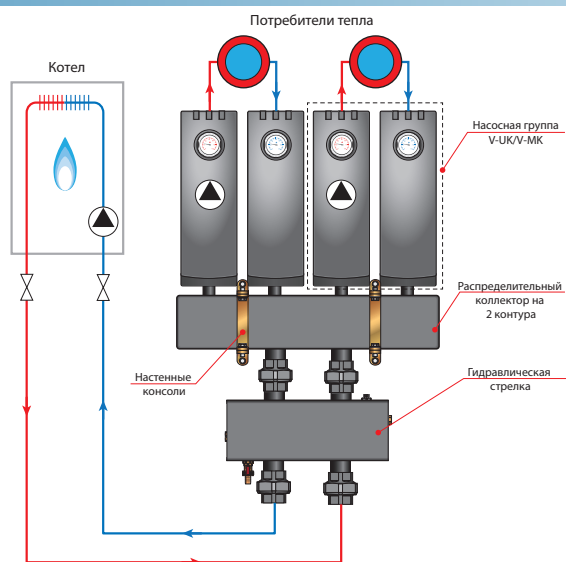 Потребители тепла
Котел
Насосная группа
V-UK/V-MK
Распределительный
коллектор на
2 контура
Настенные
консоли
Гидравлическая
стрелка